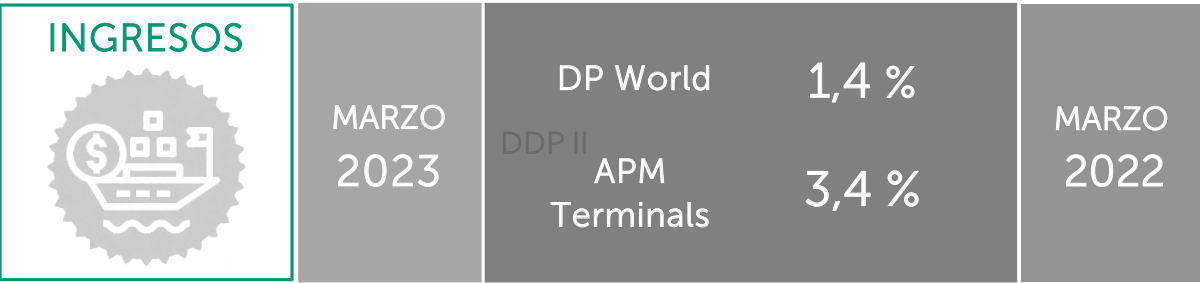 INGRESOS
$
MARZO
2023
DP World
1,4 %
DDP II
APM
Terminals
3,4 %
MARZO
2022